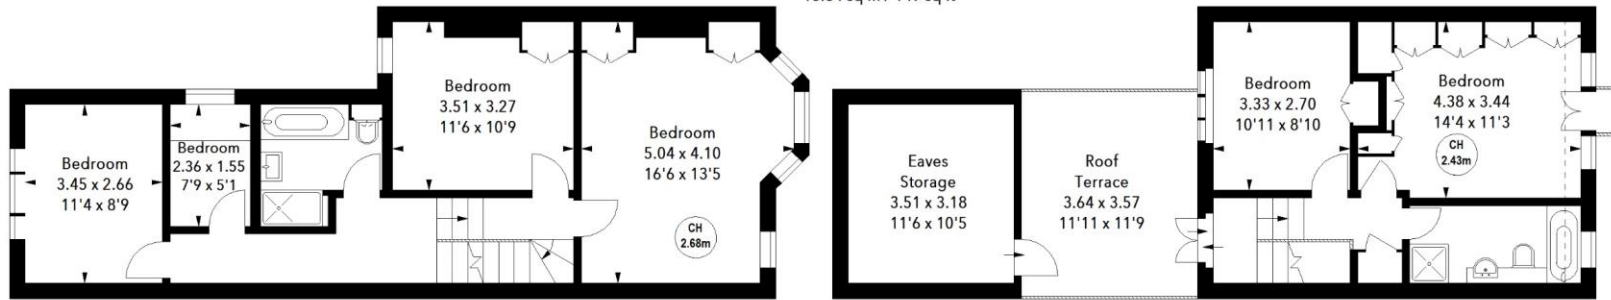 Bedroom
3.45 x 2.66
11'4 x 8'9
Bedroom
2.36 x 1.55
7'9 x 5'1
Bedroom
3.51 x 3.27
11'6 x 10'9
Bedroom
5.04 x 4.10
16'6 x 13'5
CH
2.68m
Eaves
Storage
3.51 x 3.18
11'6 x 10'5
Roof
Terrace
3.64 x 3.57
11'11 x 11'9
Bedroom
3.33 x 2.70
10'11 x 8'10
Bedroom
4.38 x 3.44
14'4 x 11'3
CH
2.43m